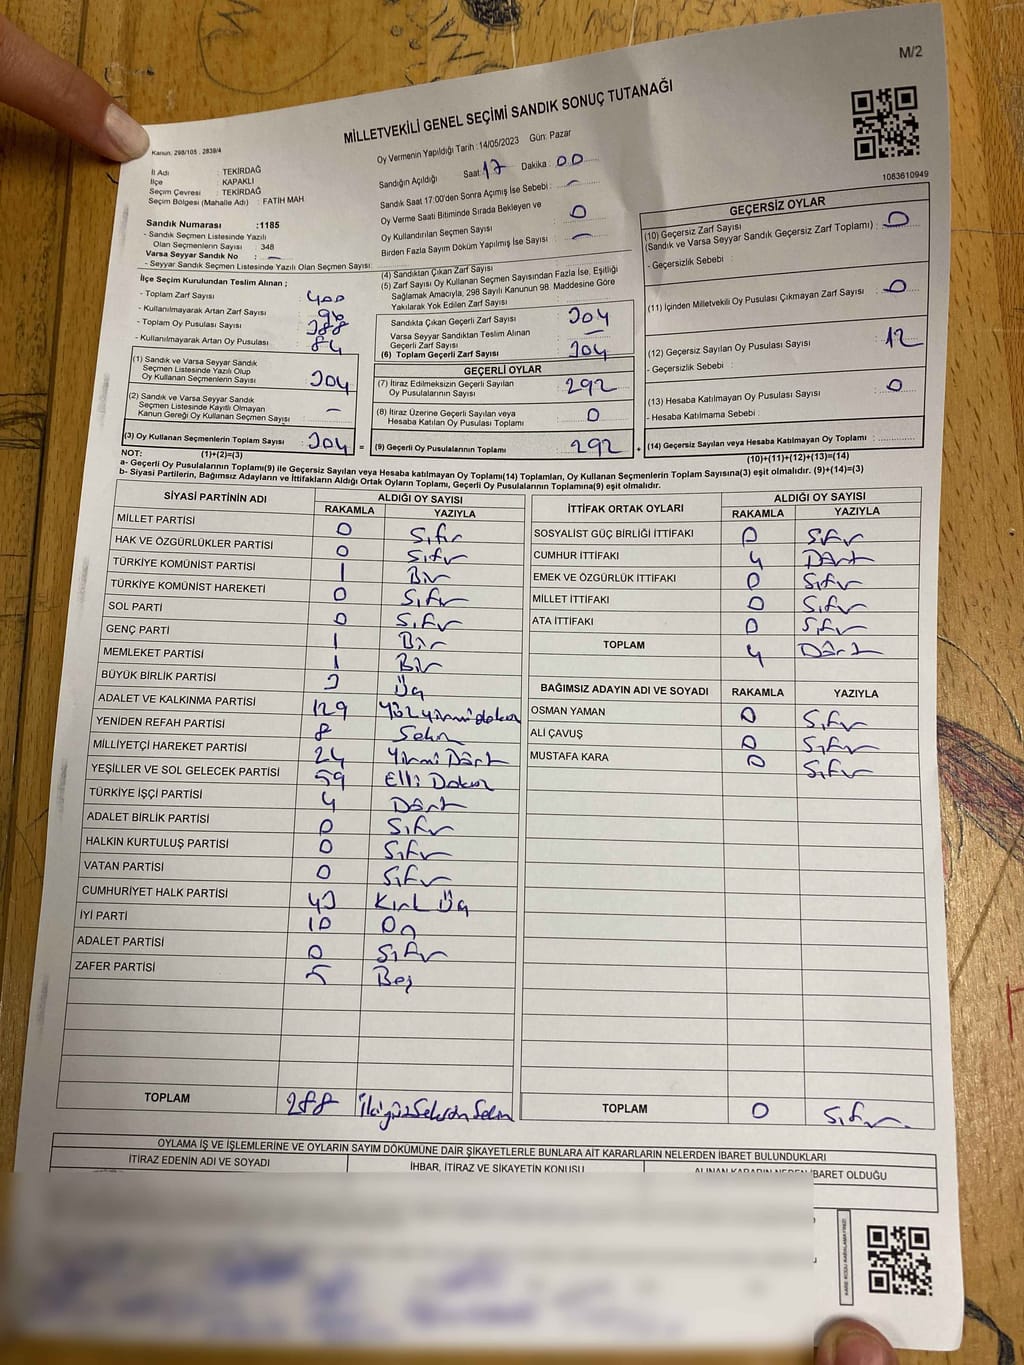 M/2
MİLLETVEKİLİ GENEL SEÇİMİ SANDIK SONUÇ TUTANAĞI
Kanun, 298/105 , 2839/4
1083610949
İl Adı : TEKİRDAĞ
İlçe : KAPAKLI
Seçim Çevresi : TEKİRDAĞ
Seçim Bölgesi (Mahalle Adı) : FATİH MAH
Sandık Numarası :1185
- Sandık Seçmen Listesinde Yazılı
Olan Seçmenlerin Sayısı : 348
Varsa Seyyar Sandık No –
- Seyyar Sandık Seçmen Listesinde Yazılı Olan Seçmen Sayısı:
Oy Vermenin Yapıldığı Tarih :14/05/2023 Gün: Pazar
Sandığın Açıldığı Saat: 17 Dakika : 00
Sandık Saat 17:00'den Sonra Açımış İse Sebebi : –
Oy Verme Saati Bitiminde Sırada Bekleyen ve
Oy Kullandırılan Seçmen Sayısı : 0
Birden Fazla Sayım Döküm Yapılmış İse Sayısı : –
İlçe Seçim Kurulundan Teslim Alınan ;
- Toplam Zarf Sayısı : 400
- Kullanılmayarak Artan Zarf Sayısı : 96
- Toplam Oy Pusulası Sayısı : 388
- Kullanılmayarak Artan Oy Pusulası : 84
(1) Sandık ve Varsa Seyyar Sandık
Seçmen Listesinde Yazılı Olup
Oy Kullanan Seçmenlerin Sayısı 304
(2) Sandık ve Varsa Seyyar Sandık
Seçmen Listesinde Kayıtlı Olmayan
Kanun Gereği Oy Kullanan Seçmen Sayısı –
(3) Oy Kullanan Seçmenlerin Toplam Sayısı 304 =
(1)+(2)=(3)
(4) Sandıktan Çıkan Zarf Sayısı
(5) Zarf Sayısı Oy Kullanan Seçmen Sayısından Fazla İse, Eşitliği
Sağlamak Amacıyla, 298 Sayılı Kanunun 98. Maddesine Göre
Yakılarak Yok Edilen Zarf Sayısı :
Sandıkta Çıkan Geçerli Zarf Sayısı 304
Varsa Seyyar Sandıktan Teslim Alınan
Geçerli Zarf Sayısı –
(6) Toplam Geçerli Zarf Sayısı 304
GEÇERLİ OYLAR
(7) İtiraz Edilmeksizin Geçerli Sayılan
Oy Pusulasının Sayısı 292
(8) İtiraz Üzerine Geçerli Sayılan veya
Hesaba Katılan Oy Pusulası Toplamı 0
(9) Geçerli Oy Pusulalarının Toplamı 292 +
GEÇERSİZ OYLAR
(10) Geçersiz Zarf Sayısı
(Sandık ve Varsa Seyyar Sandık Geçersiz Zarf Toplamı) : 0
- Geçersizlik Sebebi :
(11) İçinden Milletvekili Oy Pusulası Çıkmayan Zarf Sayısı : 0
(12) Geçersiz Sayılan Oy Pusulası Sayısı : 12
- Geçersizlik Sebebi :
(13) Hesaba Katılmayan Oy Pusulası Sayısı : 0
- Hesaba Katılmama Sebebi :
(14) Geçersiz Sayılan veya Hesaba Katılmayan Oy Toplamı :
(10)+(11)+(12)+(13)=(14)
NOT:
a- Geçerli Oy Pusulalarının Toplamı(9) ile Geçersiz Sayılan veya Hesaba katılmayan Oy Toplamı(14) Toplamları, Oy Kullanan Seçmenlerin Toplam Sayısına(3) eşit olmalıdır. (9)+(14)=(3)
b- Siyasi Partilerin, Bağımsız Adayların ve İttifakların Aldığı Ortak Oyların Toplamı, Geçerli Oy Pusulalarının Toplamına(9) eşit olmalıdır.
SİYASİ PARTİNİN ADI ALDIĞI OY SAYISI
RAKAMLA YAZIYLA
MİLLET PARTİSİ 0 Sıfır
HAK VE ÖZGÜRLÜKLER PARTİSİ 0 Sıfır
TÜRKİYE KOMÜNİST PARTİSİ 1 Bir
TÜRKİYE KOMÜNİST HAREKETİ 0 Sıfır
SOL PARTİ 0 Sıfır
GENÇ PARTİ 1 Bir
MEMLEKET PARTİSİ 1 Bir
BÜYÜK BİRLİK PARTİSİ 3 Üç
ADALET VE KALKINMA PARTİSİ 129 Yüzyirmidokuz
YENİDEN REFAH PARTİSİ 8 Sekiz
MİLLİYETÇİ HAREKET PARTİSİ 24 Yirmi Dört
YEŞİLLER VE SOL GELECEK PARTİSİ 59 Elli Dokuz
TÜRKİYE İŞÇİ PARTİSİ 4 Dört
ADALET BİRLİK PARTİSİ 0 Sıfır
HALKIN KURTULUŞ PARTİSİ 0 Sıfır
VATAN PARTİSİ 0 Sıfır
CUMHURİYET HALK PARTİSİ 43 Kırk Üç
İYİ PARTİ 10 On
ADALET PARTİSİ 0 Sıfır
ZAFER PARTİSİ 5 Beş
TOPLAM 288 İkiyüzSeksenSekiz
İTTİFAK ORTAK OYLARI ALDIĞI OY SAYISI
RAKAMLA YAZIYLA
SOSYALİST GÜÇ BİRLİĞİ İTTİFAKI 0 Sıfır
CUMHUR İTTİFAKI 4 Dört
EMEK VE ÖZGÜRLÜK İTTİFAKI 0 Sıfır
MİLLET İTTİFAKI 0 Sıfır
ATA İTTİFAKI 0 Sıfır
TOPLAM 4 Dört
BAĞIMSIZ ADAYIN ADI VE SOYADI RAKAMLA YAZIYLA
OSMAN YAMAN 0 Sıfır
ALİ ÇAVUŞ 0 Sıfır
MUSTAFA KARA 0 Sıfır
TOPLAM 0 Sıfır
OYLAMA İŞ VE İŞLEMLERİNE VE OYLARIN SAYIM DÖKÜMÜNE DAİR ŞİKAYETLERLE BUNLARA AİT KARARLARIN NELERDEN İBARET BULUNDUKLARI
İTİRAZ EDENİN ADI VE SOYADI İHBAR, İTİRAZ VE ŞİKAYETİN KONUSU ALINAN KARARIN NEDEN İBARET OLDUĞU